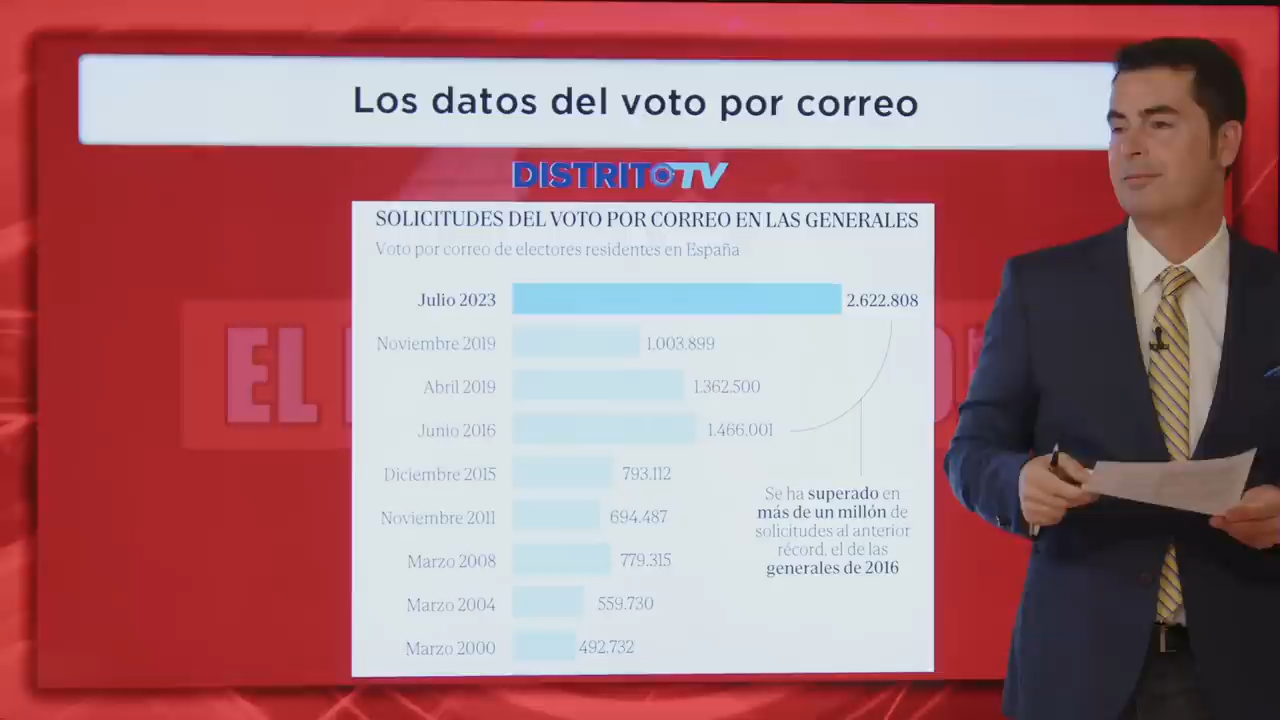 Los datos del voto por correo
DISTRITO TV
SOLICITUDES DEL VOTO POR CORREO EN LAS GENERALES
Voto por correo de electores residentes en España
Julio 2023 2.622.808
Noviembre 2019 1.003.899
Abril 2019 1.362.500
Junio 2016 1.466.001
Diciembre 2015 793.112
Noviembre 2011 694.487
Marzo 2008 779.315
Marzo 2004 559.730
Marzo 2000 492.732
Se ha superado en
más de un millón de
solicitudes al anterior
récord, el de las
generales de 2016
EL